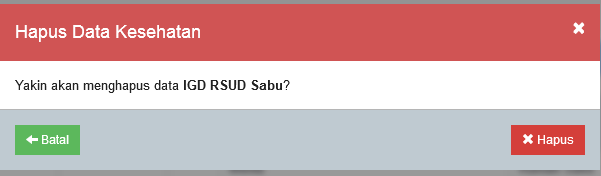 Hapus Data Kesehatan
Yakin akan menghapus data IGD RSUD Sabu?
Batal
Hapus